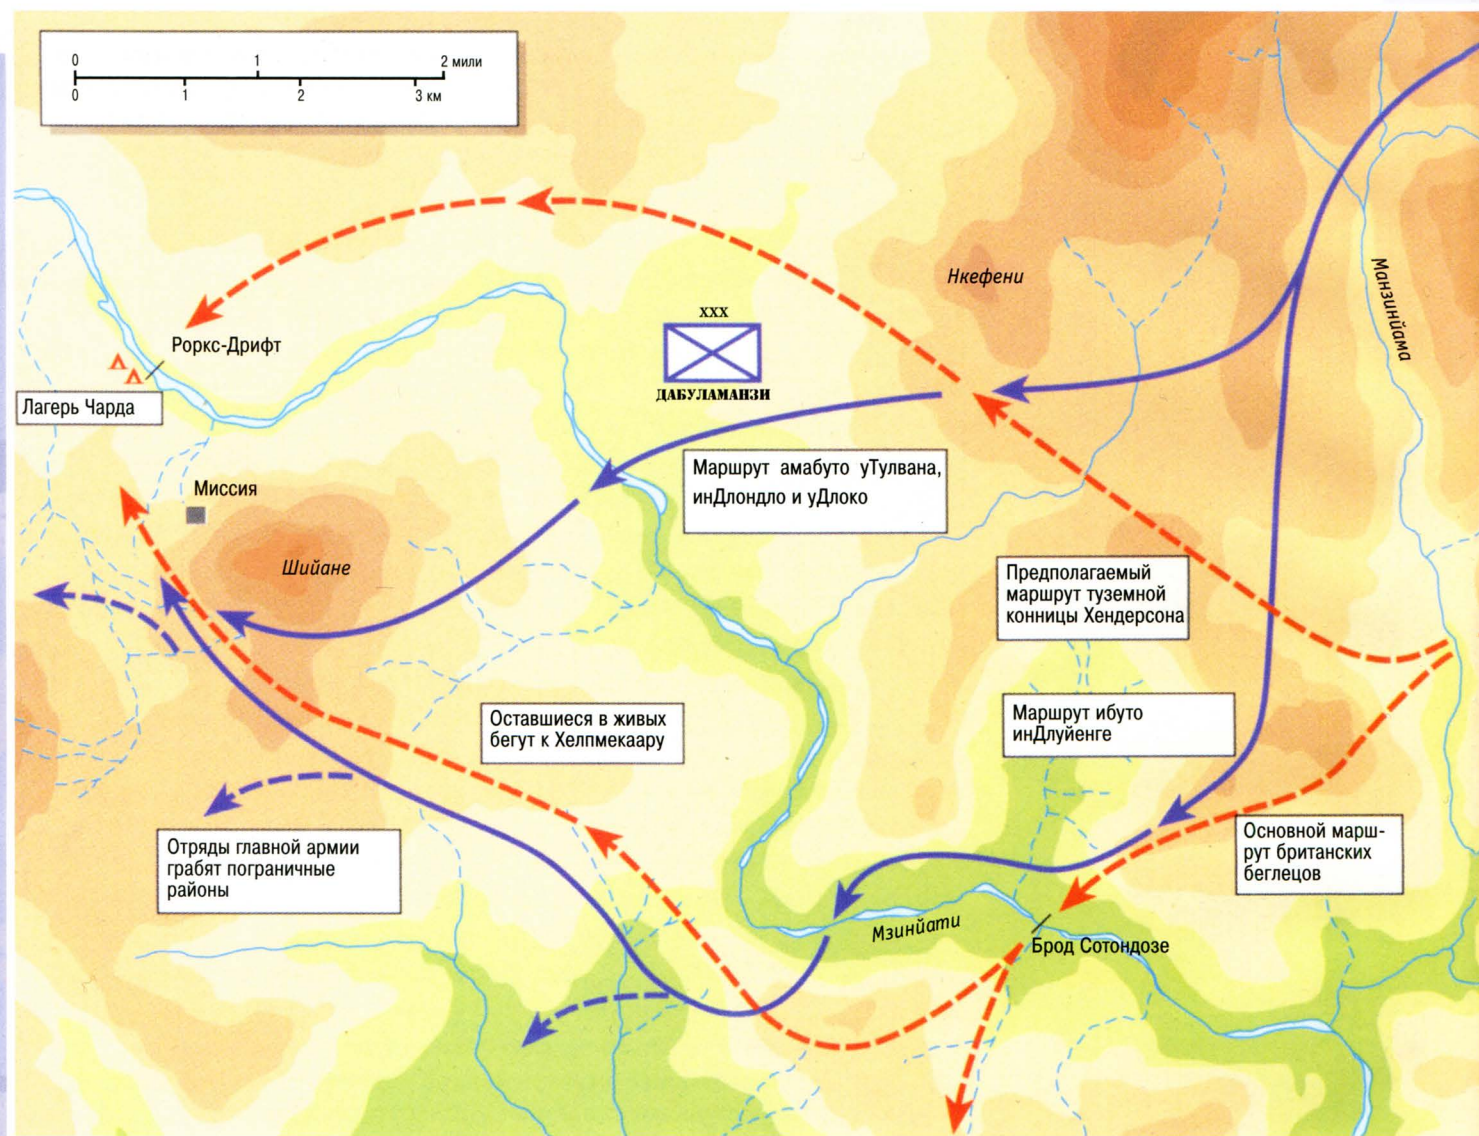 0 1 2 мили
0 1 2 3 км
Нкефени
Манзинйама
XXX
ДАБУЛАМАНЗИ
Роркс-Дрифт
Лагерь Чарда
Миссия
Шийане
Маршрут амабуто уТулвана,
инДлондло и уДлоко
Предполагаемый
маршрут туземной
конницы Хендерсона
Оставшиеся в живых
бегут к Хелпмекаару
Маршрут ибуто
инДлуйенге
Отряды главной армии
грабят пограничные
районы
Основной марш-
рут британских
беглецов
Мзинйати
Брод Сотондозе